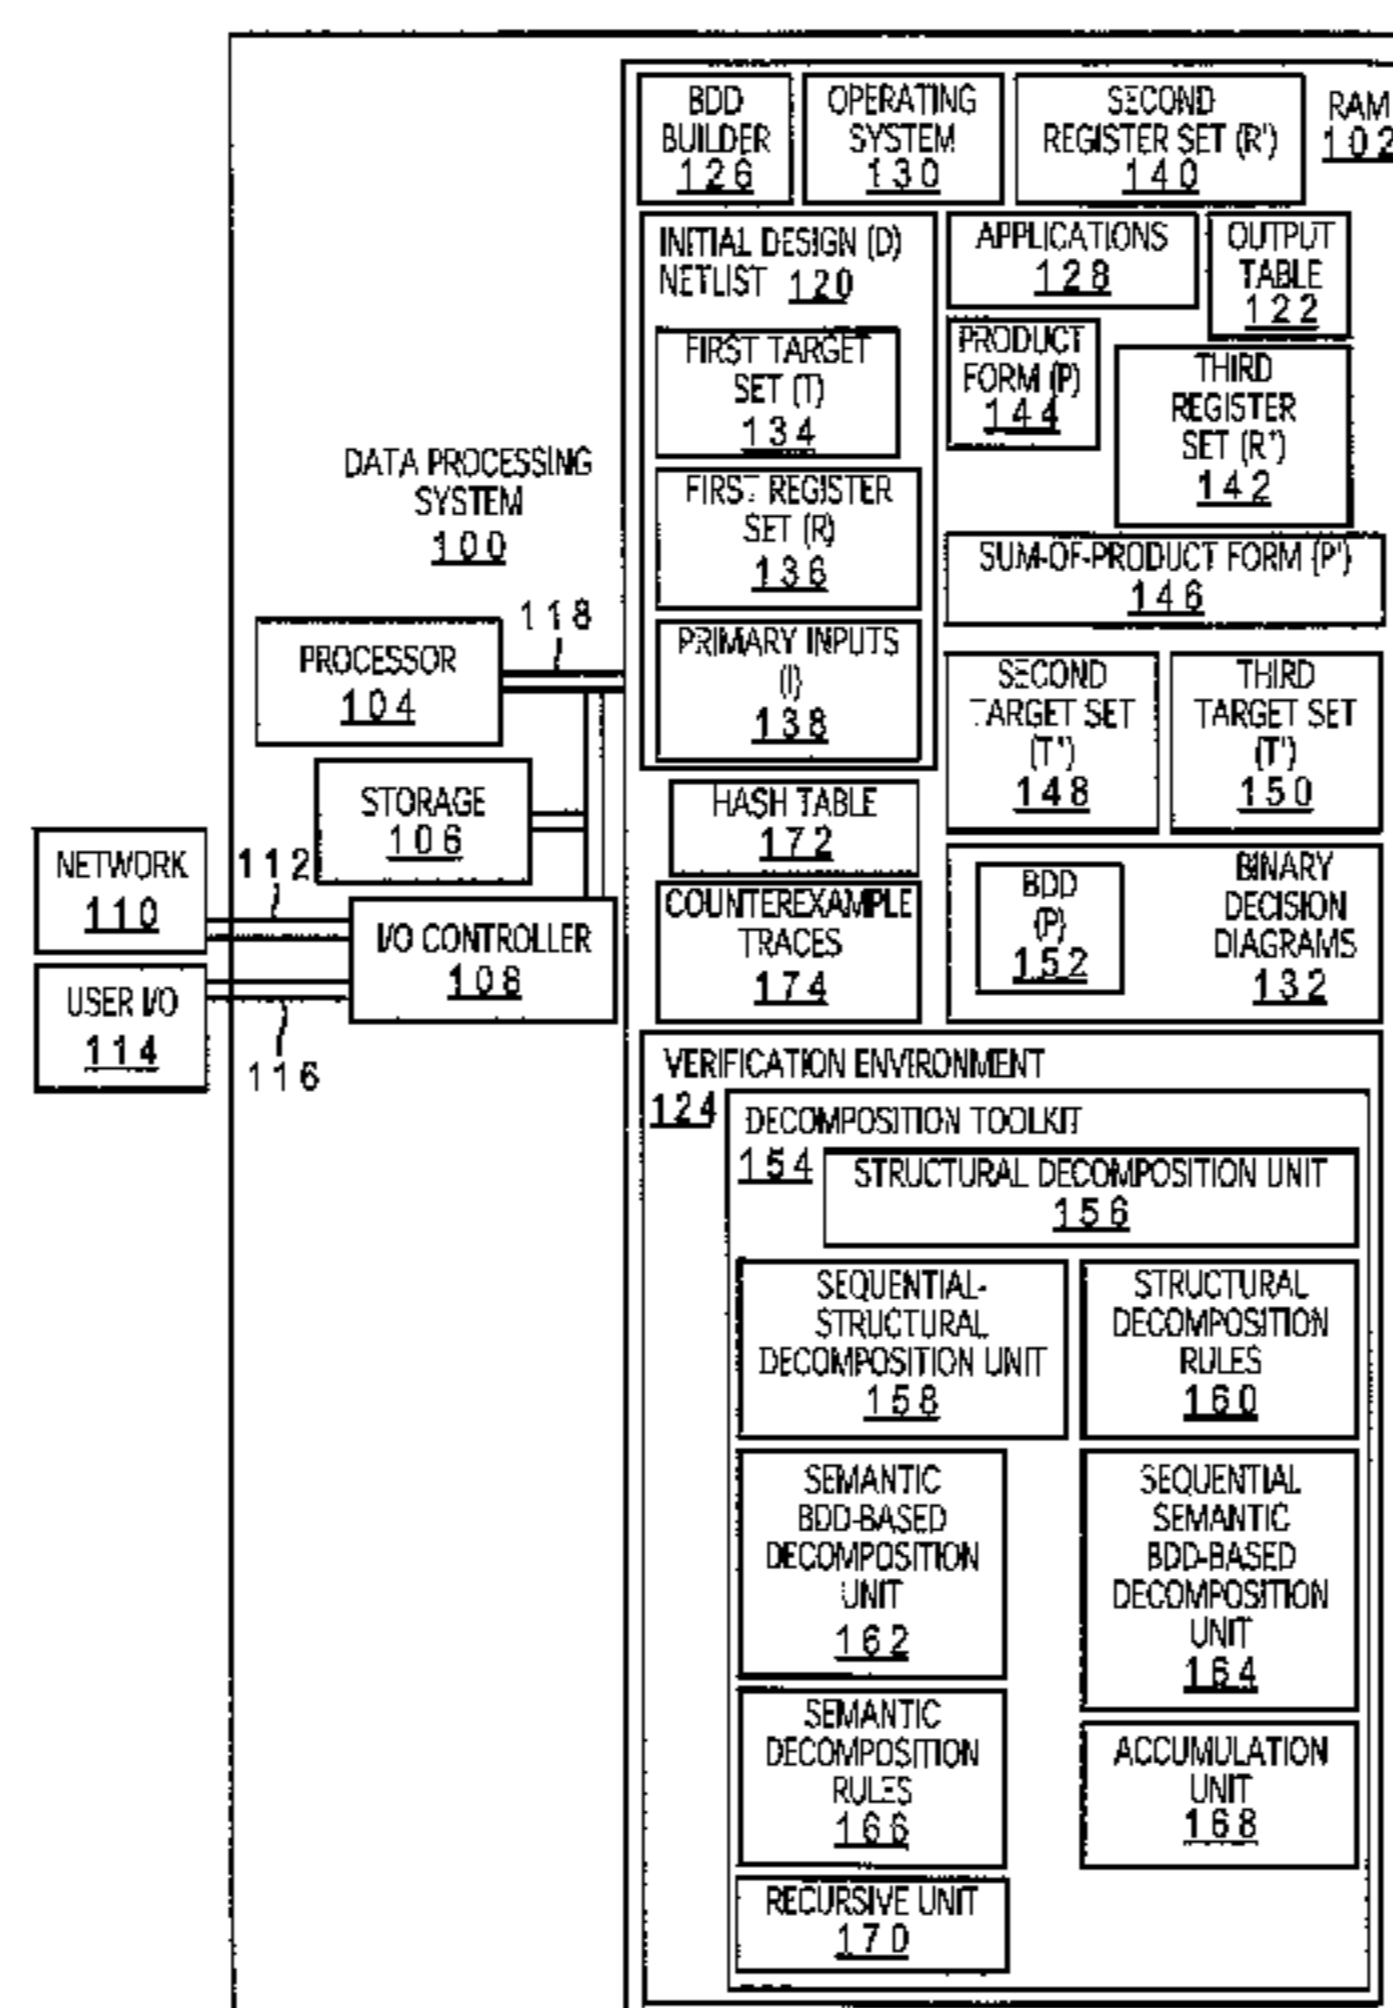 BDD
BUILDER
126
OPERATING
SYSTEM
130
SECOND
REGISTER SET (R')
140
RAM
102
INITIAL DESIGN (D)
NETLIST 120
FIRST TARGET
SET (T)
134
FIRST REGISTER
SET (R)
136
PRIMARY INPUTS
(I)
138
APPLICATIONS
128
OUTPUT
TABLE
122
PRODUCT
FORM (P)
144
THIRD
REGISTER
SET (R")
142
SUM-OF-PRODUCT FORM (P')
146
SECOND
TARGET SET
(T")
148
THIRD
TARGET SET
(T')
150
DATA PROCESSING
SYSTEM
100
118
PROCESSOR
104
STORAGE
106
NETWORK
110
112
I/O CONTROLLER
108
USER I/O
114
116
HASH TABLE
172
COUNTEREXAMPLE
TRACES
174
BDD
(P)
152
BINARY
DECISION
DIAGRAMS
132
VERIFICATION ENVIRONMENT
124
DECOMPOSITION TOOLKIT
154
STRUCTURAL DECOMPOSITION UNIT
156
SEQUENTIAL-
STRUCTURAL
DECOMPOSITION UNIT
158
STRUCTURAL
DECOMPOSITION
RULES
160
SEMANTIC
BDD-BASED
DECOMPOSITION
UNIT
162
SEQUENTIAL
SEMANTIC
BDD-BASED
DECOMPOSITION
UNIT
164
SEMANTIC
DECOMPOSITION
RULES
166
ACCUMULATION
UNIT
168
RECURSIVE UNIT
170